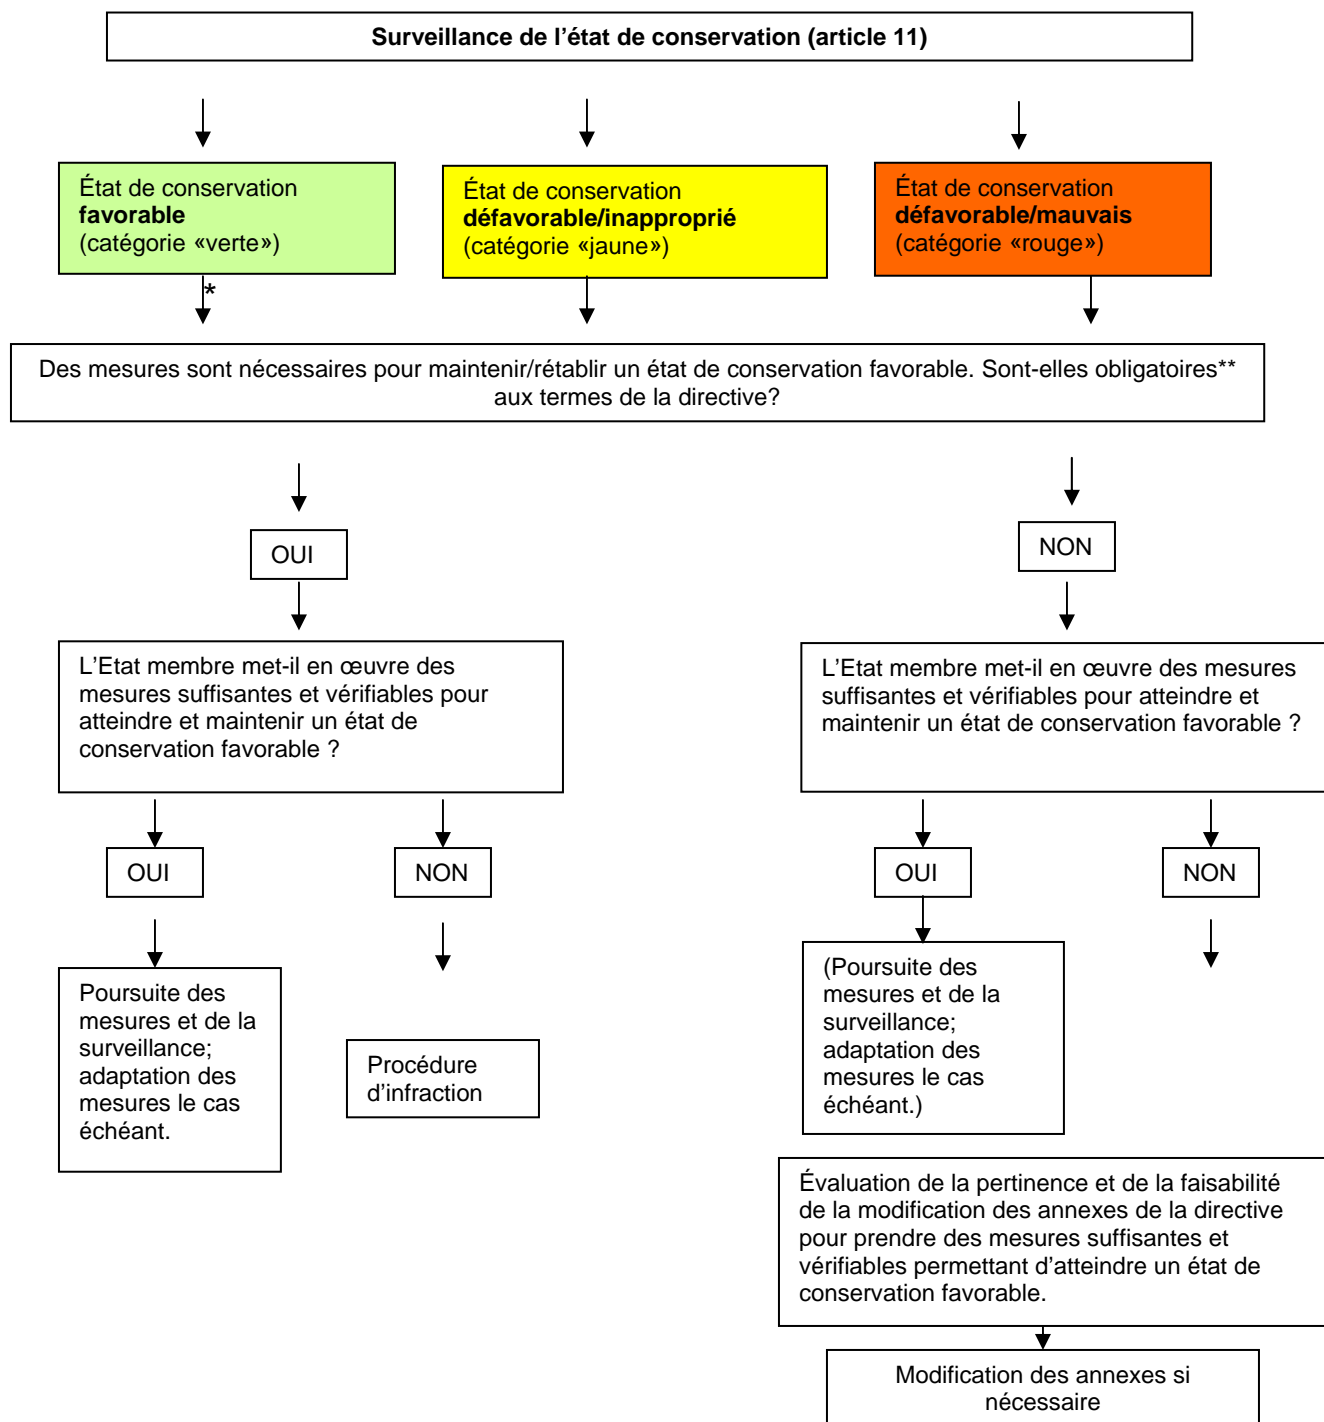 Surveillance de l'état de conservation (article 11)
État de conservation
favorable
(catégorie «verte»)
État de conservation
défavorable/inapproprié
(catégorie «jaune»)
État de conservation
défavorable/mauvais
(catégorie «rouge»)
*
Des mesures sont nécessaires pour maintenir/rétablir un état de conservation favorable. Sont-elles obligatoires**
aux termes de la directive?
OUI
NON
L'Etat membre met-il en œuvre des
mesures suffisantes et vérifiables pour
atteindre et maintenir un état de
conservation favorable ?
L'Etat membre met-il en œuvre des mesures
suffisantes et vérifiables pour atteindre et
maintenir un état de conservation favorable ?
OUI
NON
OUI
NON
Poursuite des
mesures et de la
surveillance;
adaptation des
mesures le cas
échéant.
Procédure
d'infraction
(Poursuite des
mesures et de la
surveillance;
adaptation des
mesures le cas
échéant.)
Évaluation de la pertinence et de la faisabilité
de la modification des annexes de la directive
pour prendre des mesures suffisantes et
vérifiables permettant d'atteindre un état de
conservation favorable.
Modification des annexes si
nécessaire